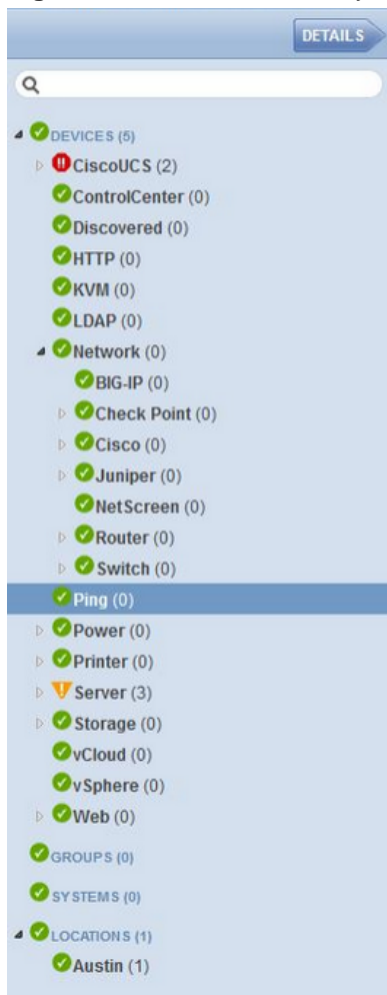 DETAILS
DEVICES (5)
CiscoUCS (2)
ControlCenter (0)
Discovered (0)
HTTP (0)
KVM (0)
LDAP (0)
Network (0)
BIG-IP (0)
Check Point (0)
Cisco (0)
Juniper (0)
NetScreen (0)
Router (0)
Switch (0)
Ping (0)
Power (0)
Printer (0)
Server (3)
Storage (0)
vCloud (0)
vSphere (0)
Web (0)
GROUPS (0)
SYSTEMS (0)
LOCATIONS (1)
Austin (1)